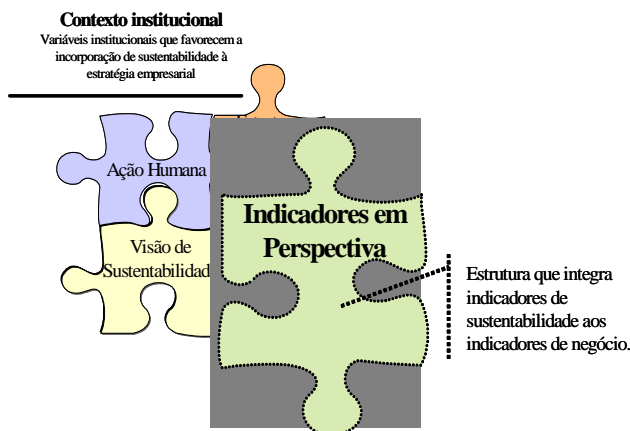 Contexto institucional
Variáveis institucionais que favorecem a
incorporação de sustentabilidade à
estratégia empresarial
Ação Humana
Visão de
Sustentabilidad
Indicadores em
Perspectiva
Estrutura que integra
indicadores de
sustentabilidade aos
indicadores de negócio.